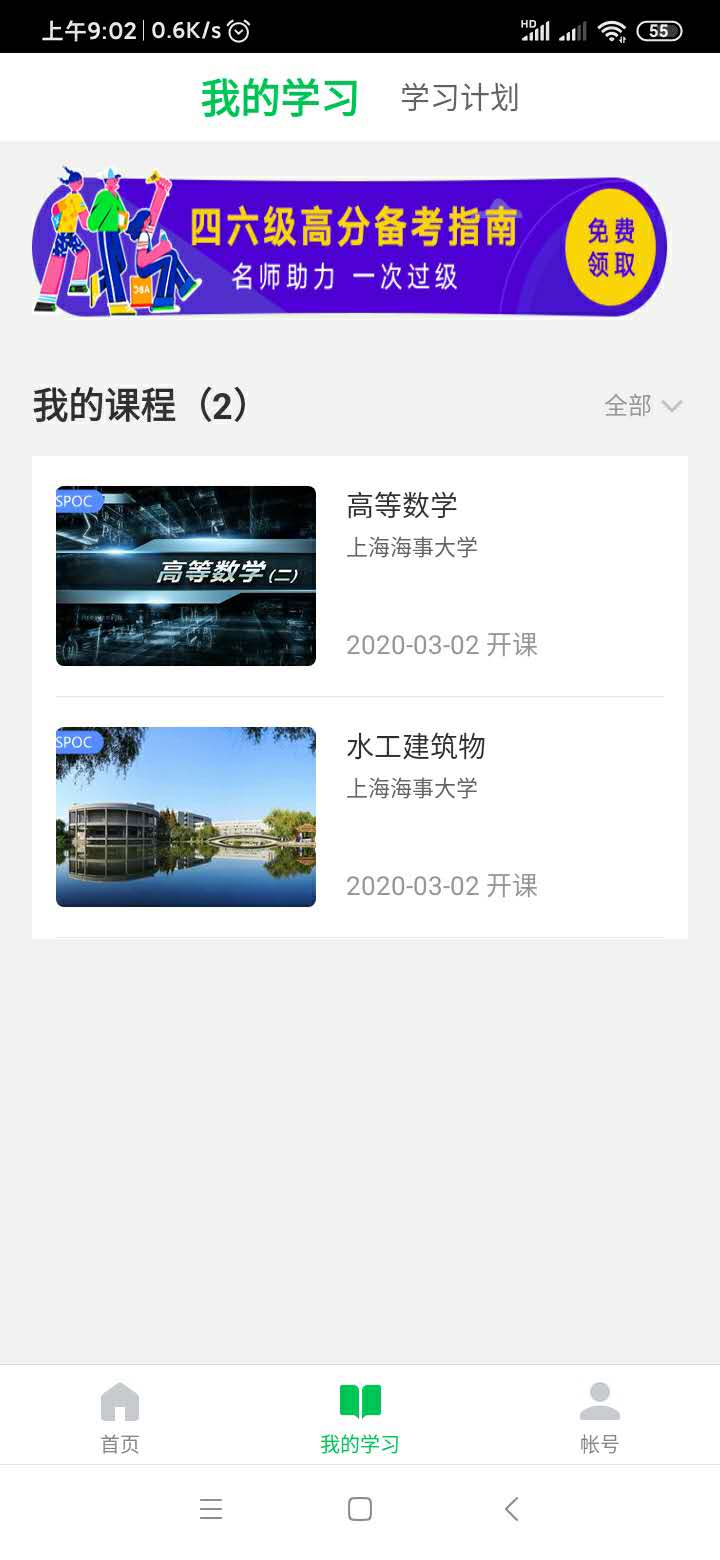 上午9:02 0.6K/s
HD 55
我的学习 学习计划
四六级高分备考指南
名师助力 一次过级
免费
领取
ABC
我的课程（2） 全部
SPOC
高等数学(二)
高等数学
上海海事大学
2020-03-02 开课
SPOC
水工建筑物
上海海事大学
2020-03-02 开课
首页 我的学习 帐号